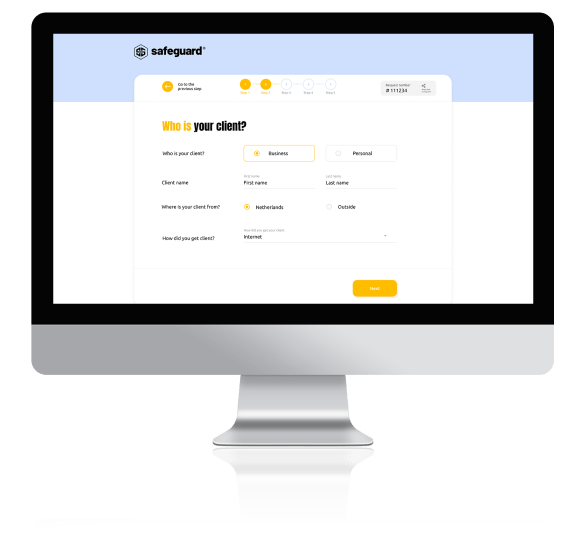 safeguard®
Go to the
previous step
Step 1 Step 2 Step 3 Step 4 Step 5
Request number
# 111234
Who is your client?
Who is your client?
Business
Personal
First name
Last name
Client name
First name
Last name
Where is your client from?
Netherlands
Outside
How did you get your client
How did you get client?
Internet
Next